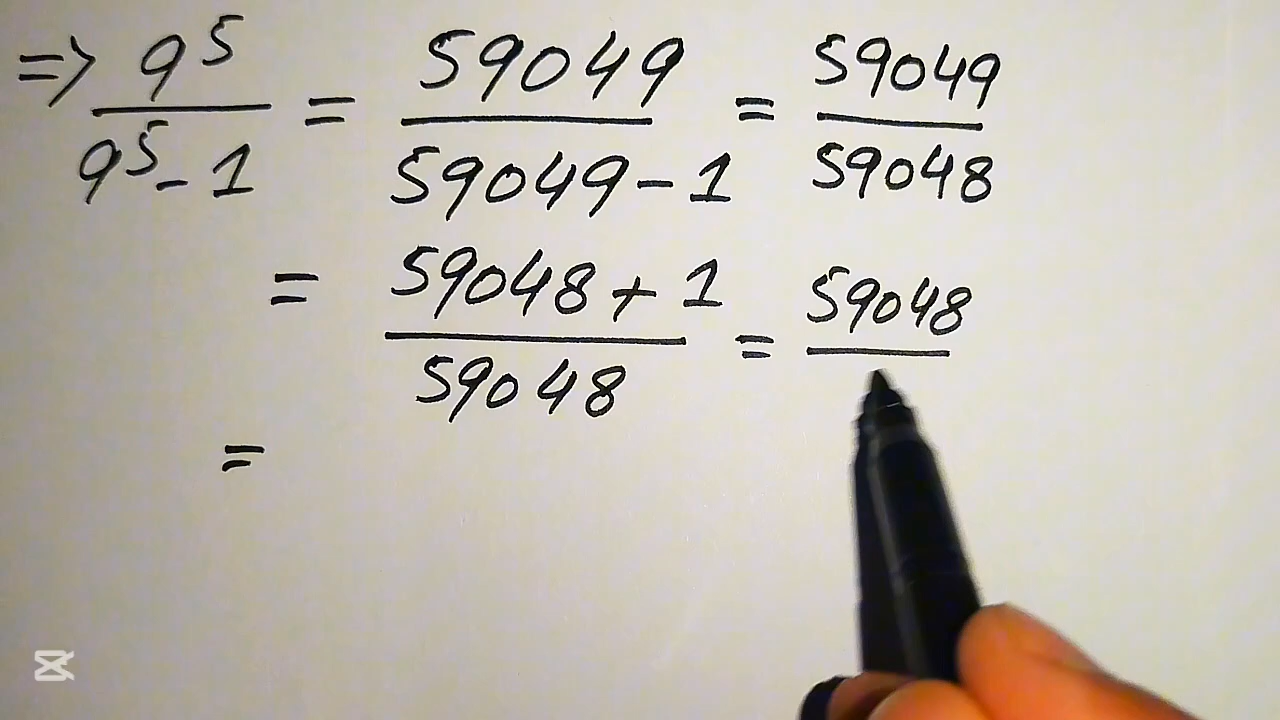 => 9^5 / 9^5 - 1 = 59049 / 59049 - 1 = 59049 / 59048
= 59048 + 1 / 59048 = 59048 /
=